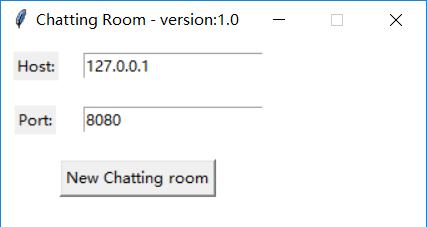 Chatting Room - version:1.0
Host: 127.0.0.1
Port: 8080
New Chatting room